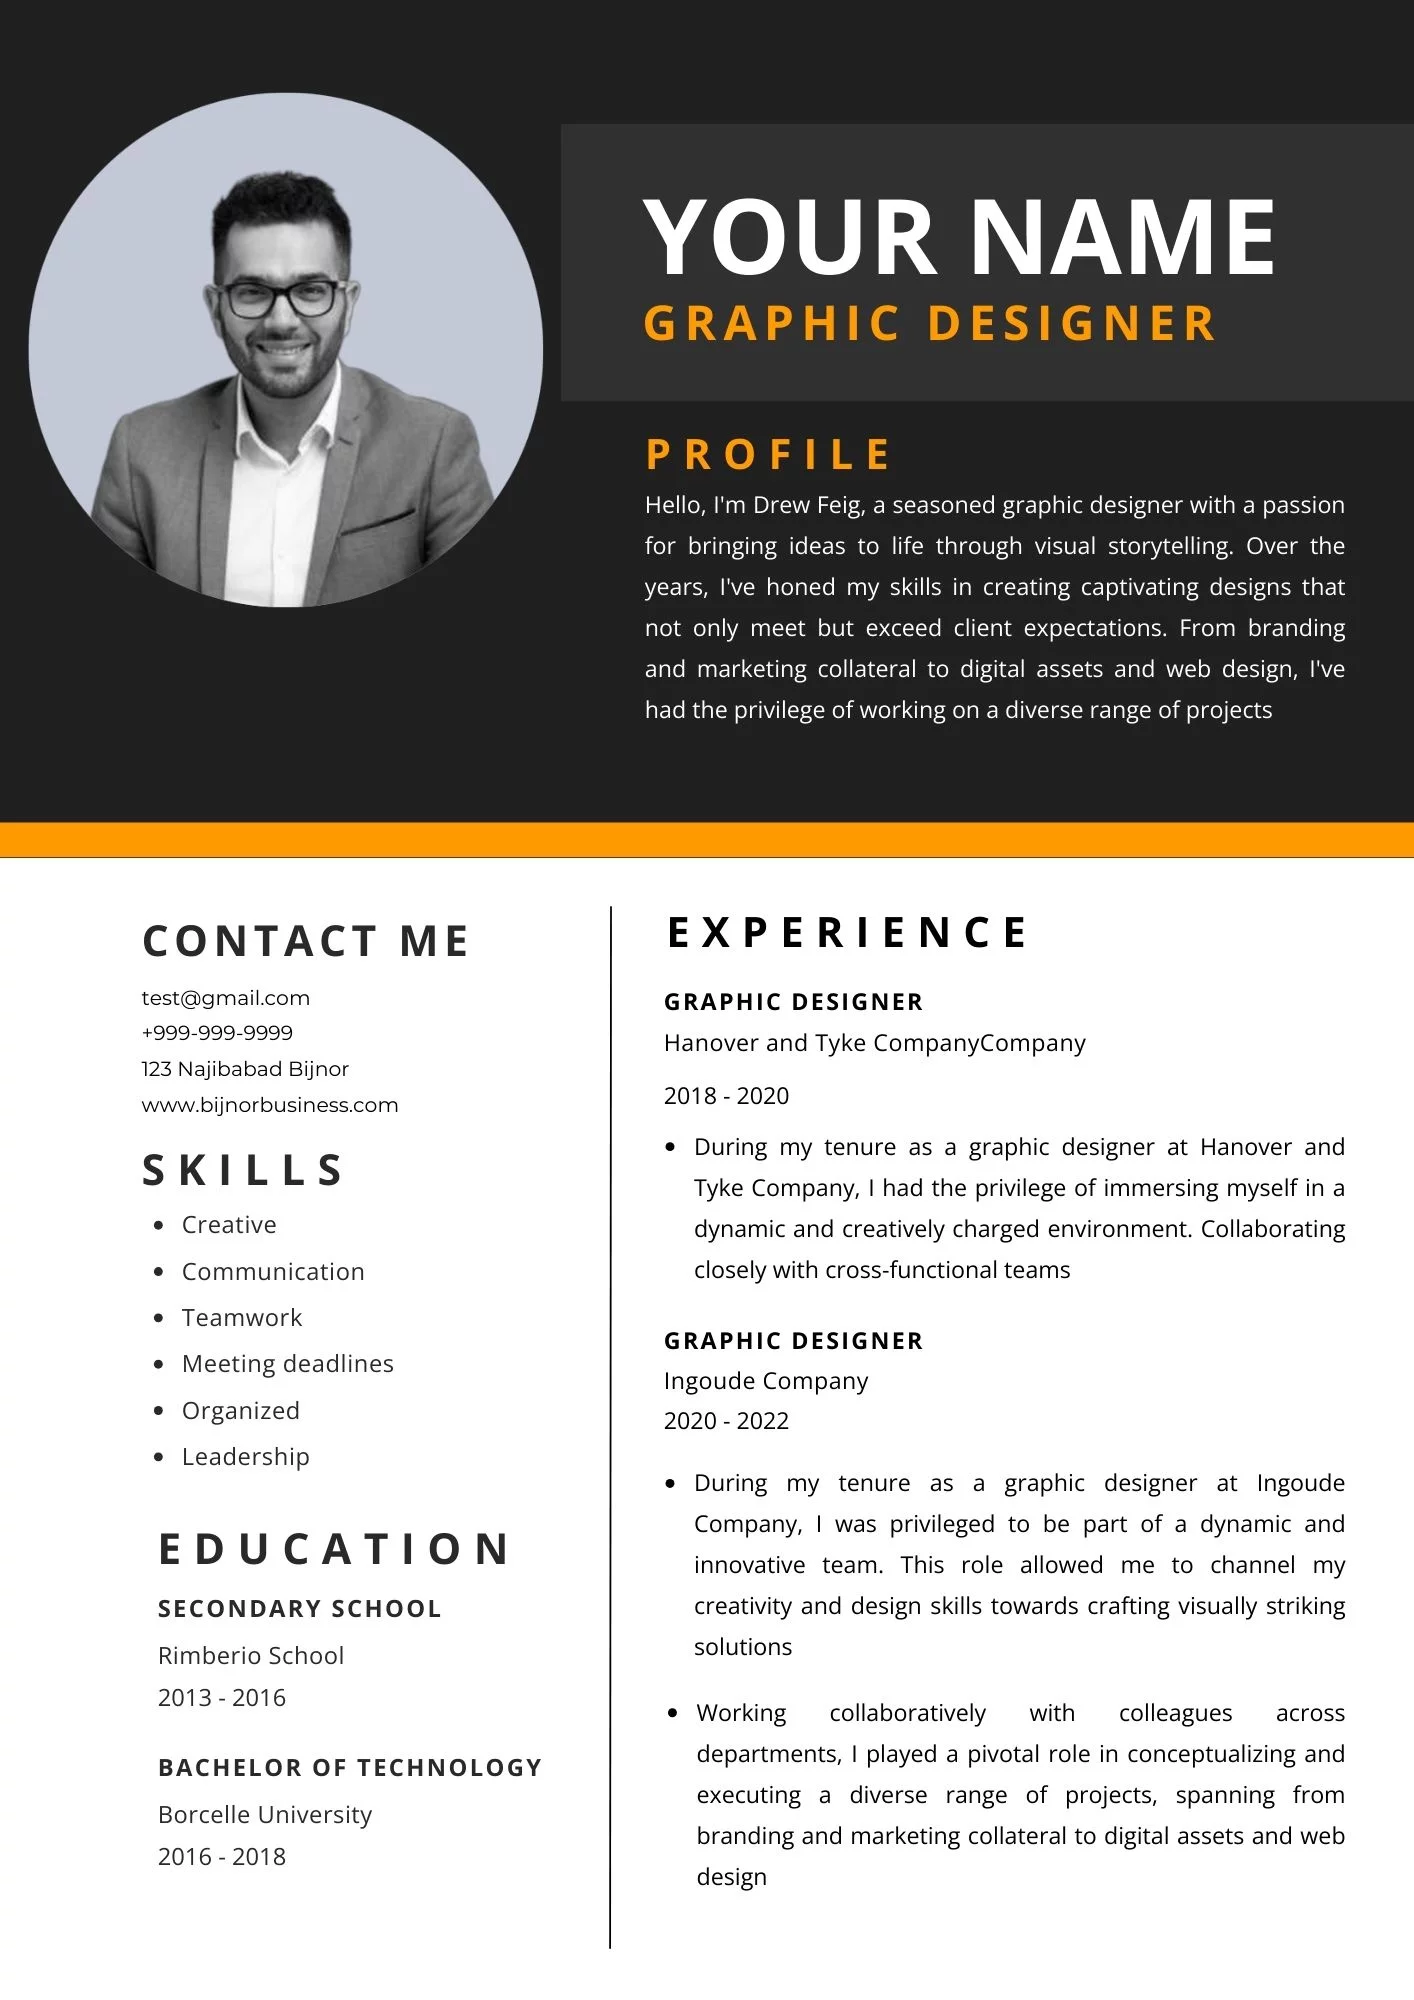 YOUR NAME
GRAPHIC DESIGNER
PROFILE
Hello, I'm Drew Feig, a seasoned graphic designer with a passion
for bringing ideas to life through visual storytelling. Over the
years, I've honed my skills in creating captivating designs that
not only meet but exceed client expectations. From branding
and marketing collateral to digital assets and web design, I've
had the privilege of working on a diverse range of projects
CONTACT ME
test@gmail.com
+999-999-9999
123 Najibabad Bijnor
www.bijnorbusiness.com
SKILLS
• Creative
• Communication
• Teamwork
• Meeting deadlines
• Organized
• Leadership
EDUCATION
SECONDARY SCHOOL
Rimberio School
2013 - 2016
BACHELOR OF TECHNOLOGY
Borcelle University
2016 - 2018
EXPERIENCE
GRAPHIC DESIGNER
Hanover and Tyke CompanyCompany
2018 - 2020
• During my tenure as a graphic designer at Hanover and
Tyke Company, I had the privilege of immersing myself in a
dynamic and creatively charged environment. Collaborating
closely with cross-functional teams
GRAPHIC DESIGNER
Ingoude Company
2020 - 2022
• During my tenure as a graphic designer at Ingoude
Company, I was privileged to be part of a dynamic and
innovative team. This role allowed me to channel my
creativity and design skills towards crafting visually striking
solutions
• Working collaboratively with colleagues across
departments, I played a pivotal role in conceptualizing and
executing a diverse range of projects, spanning from
branding and marketing collateral to digital assets and web
design